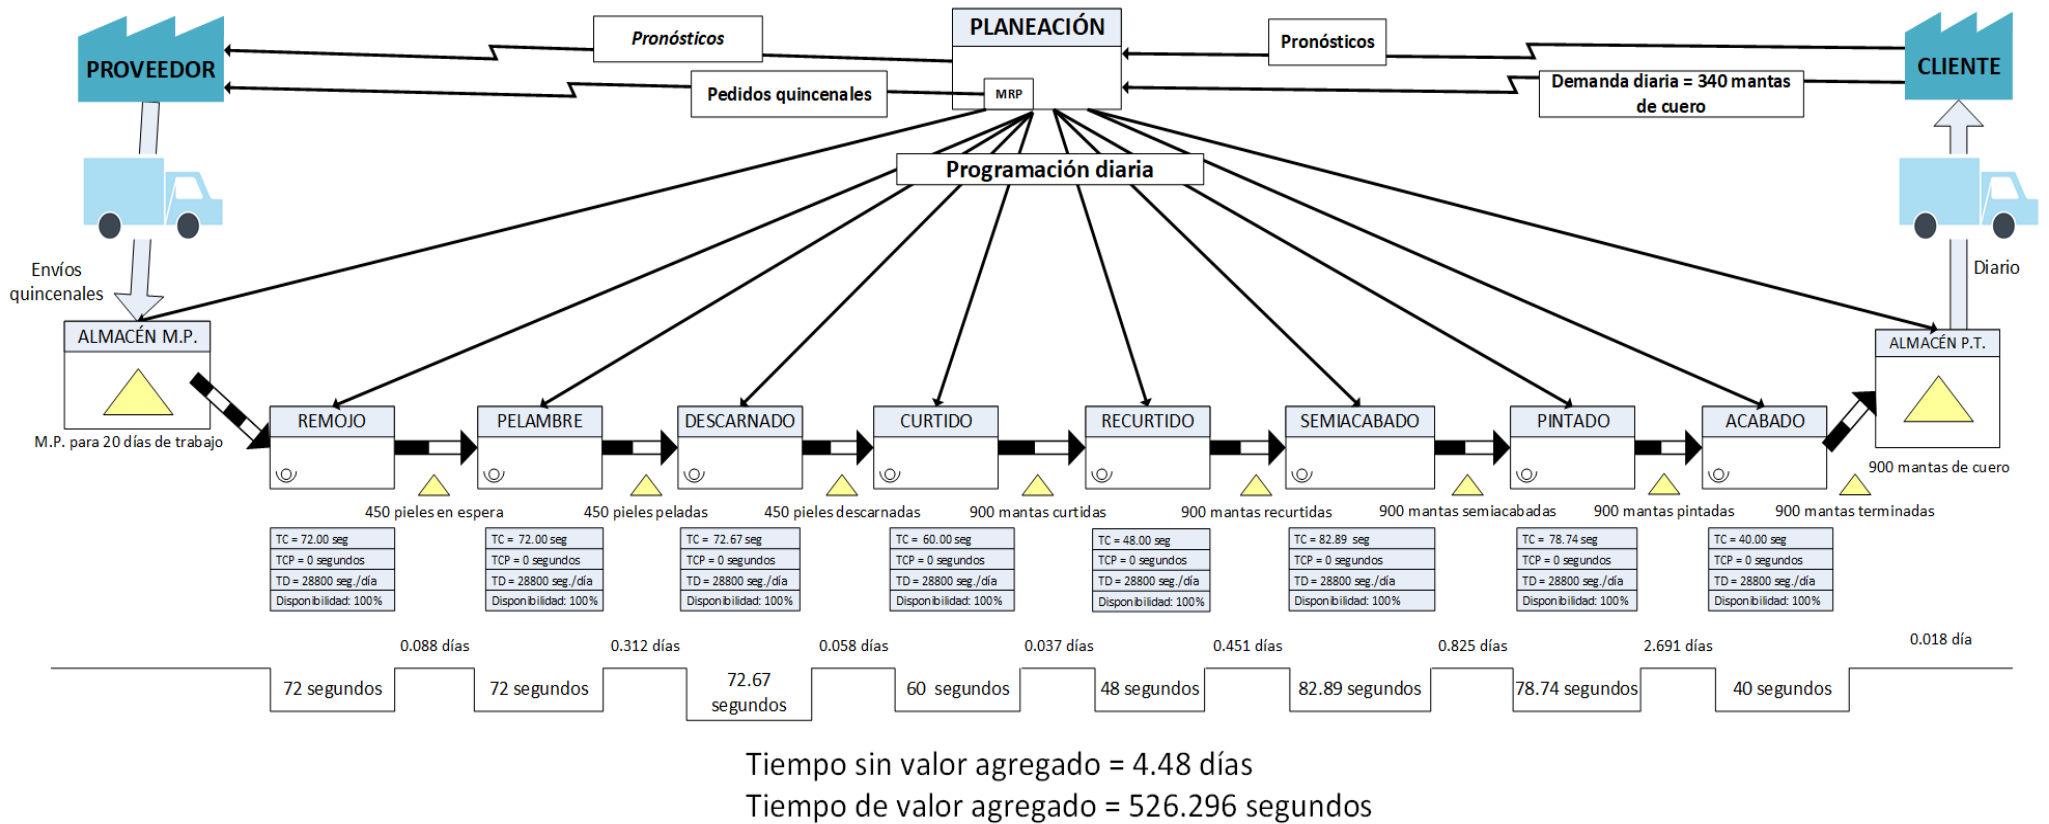 Pronósticos
PLANEACIÓN
Pronósticos
PROVEEDOR
CLIENTE
Pedidos quincenales
MRP
Demanda diaria = 340 mantas
de cuero
Programación diaria
Envíos
quincenales
Diario
ALMACÉN M.P.
ALMACÉN P.T.
M.P. para 20 días de trabajo
900 mantas de cuero
REMOJO
PELAMBRE
DESCARNADO
CURTIDO
RECURTIDO
SEMIACABADO
PINTADO
ACABADO
450 pieles en espera
450 pieles peladas
450 pieles descarnadas
900 mantas curtidas
900 mantas recurtidas
900 mantas semiacabadas
900 mantas pintadas
900 mantas terminadas
TC = 72.00 seg
TCP = 0 segundos
TD = 28800 seg./día
Disponibilidad: 100%
TC = 72.00 seg
TCP = 0 segundos
TD = 28800 seg./día
Disponibilidad: 100%
TC = 72.67 seg
TCP = 0 segundos
TD = 28800 seg./día
Disponibilidad: 100%
TC = 60.00 seg
TCP = 0 segundos
TD = 28800 seg./día
Disponibilidad: 100%
TC = 48.00 seg
TCP = 0 segundos
TD = 28800 seg./día
Disponibilidad: 100%
TC = 82.89 seg
TCP = 0 segundos
TD = 28800 seg./día
Disponibilidad: 100%
TC = 78.74 seg
TCP = 0 segundos
TD = 28800 seg./día
Disponibilidad: 100%
TC = 40.00 seg
TCP = 0 segundos
TD = 28800 seg./día
Disponibilidad: 100%
0.088 días
0.312 días
0.058 días
0.037 días
0.451 días
0.825 días
2.691 días
0.018 día
72 segundos
72 segundos
72.67
segundos
60 segundos
48 segundos
82.89 segundos
78.74 segundos
40 segundos
Tiempo sin valor agregado = 4.48 días
Tiempo de valor agregado = 526.296 segundos